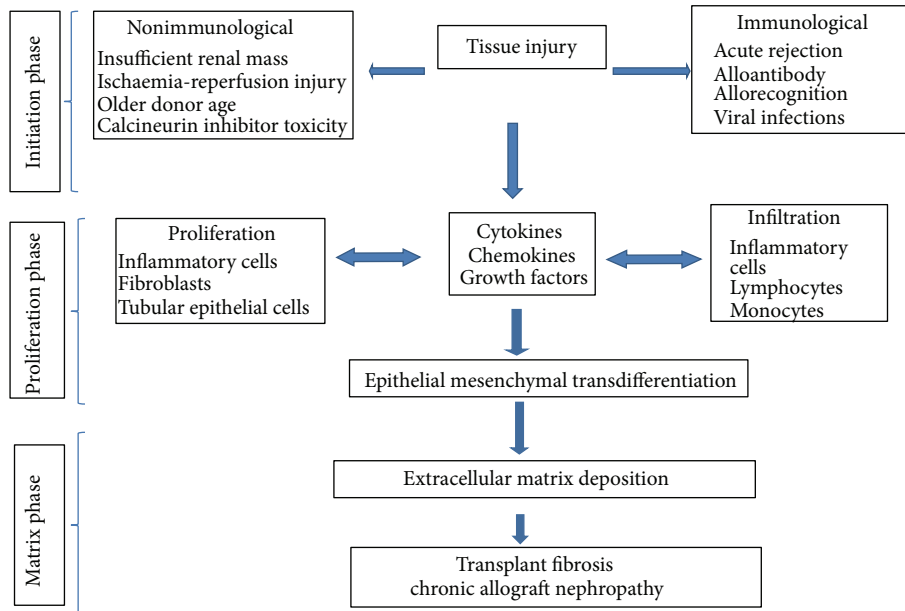 Initiation phase
Nonimmunological
Insufficient renal mass
Ischaemia-reperfusion injury
Older donor age
Calcineurin inhibitor toxicity
Tissue injury
Immunological
Acute rejection
Alloantibody
Allorecognition
Viral infections
Proliferation phase
Proliferation
Inflammatory cells
Fibroblasts
Tubular epithelial cells
Cytokines
Chemokines
Growth factors
Infiltration
Inflammatory
cells
Lymphocytes
Monocytes
Epithelial mesenchymal transdifferentiation
Matrix phase
Extracellular matrix deposition
Transplant fibrosis
chronic allograft nephropathy